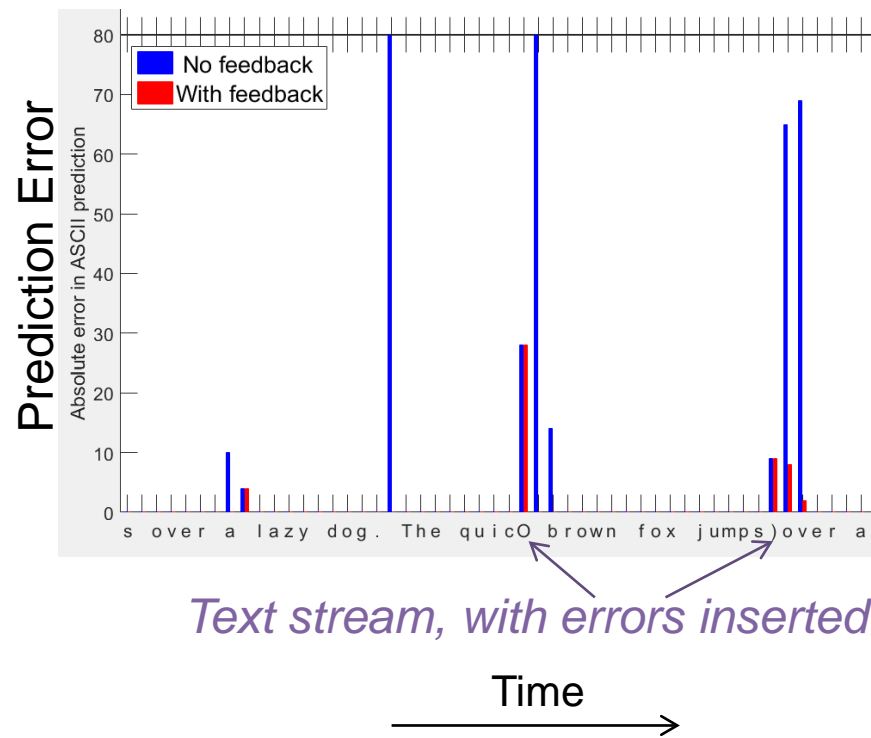 Prediction Error
Absolute error in ASCII prediction
80
70
60
50
40
30
20
10
0
No feedback
With feedback
s over a lazy dog. The quicO brown fox jumps)over a
Text stream, with errors inserted
Time